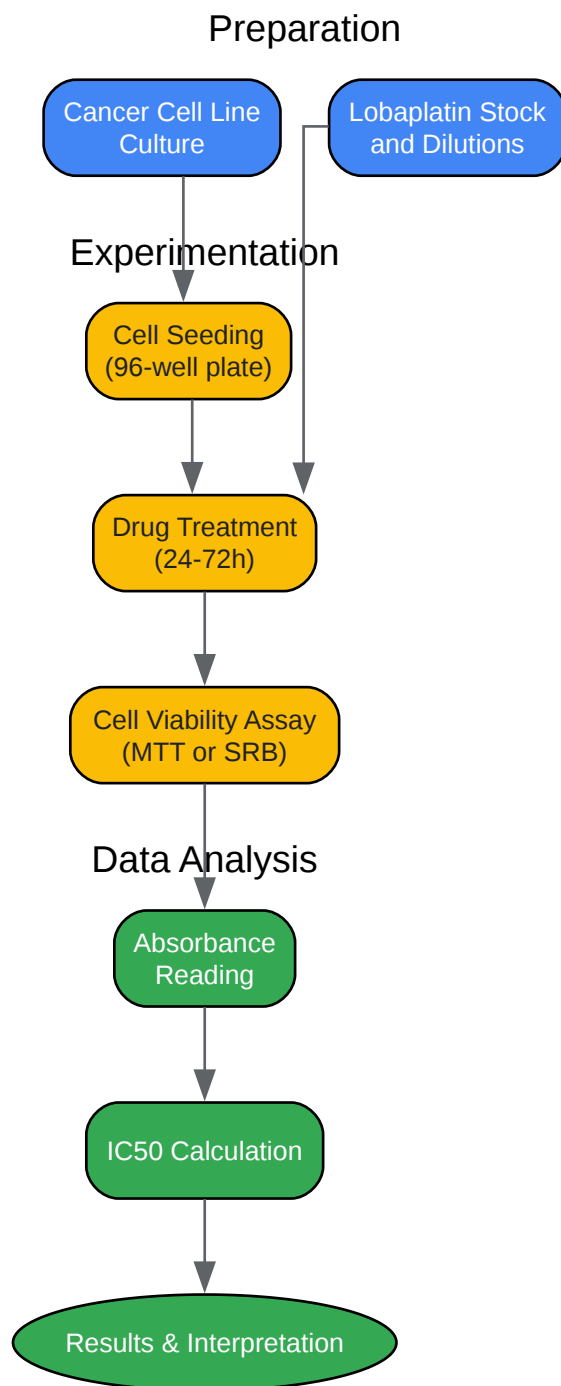 Preparation
Cancer Cell Line
Culture
Lobaplatin Stock
and Dilutions
Experimentation
Cell Seeding
(96-well plate)
Drug Treatment
(24-72h)
Cell Viability Assay
(MTT or SRB)
Data Analysis
Absorbance
Reading
IC50 Calculation
Results & Interpretation